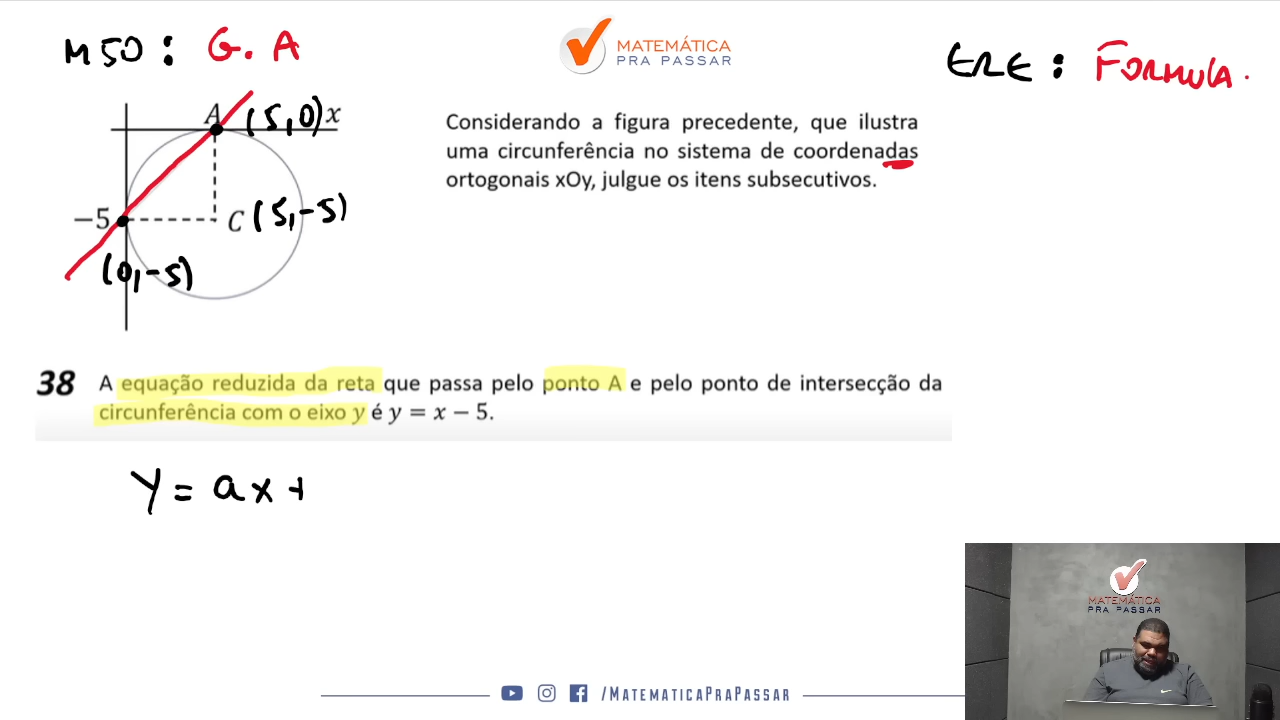 M50 : G. A
MATEMÁTICA
PRA PASSAR
ERE : FORMULA.
A (5,0) x
Considerando a figura precedente, que ilustra
uma circunferência no sistema de coordenadas
ortogonais xOy, julgue os itens subsecutivos.
−5 C (5,-5)
(0,-5)
38 A equação reduzida da reta que passa pelo ponto A e pelo ponto de intersecção da
circunferência com o eixo y é y = x − 5.
Y = ax +
MATEMÁTICA
PRA PASSAR
/MATEMATICAPRAPASSAR